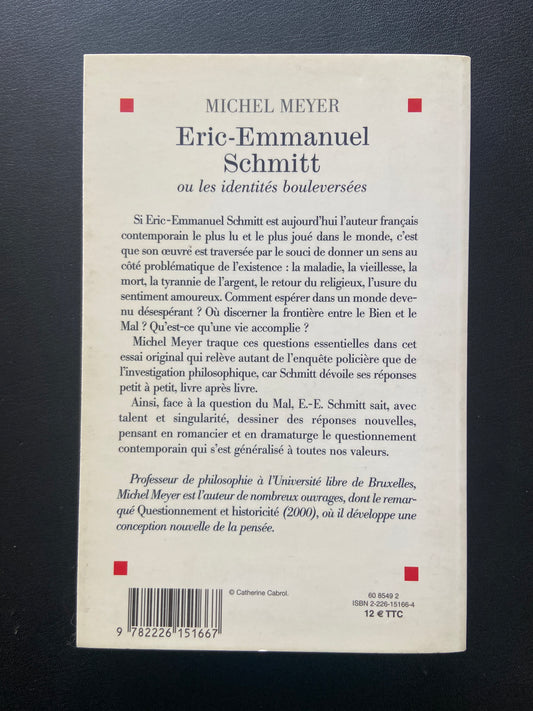 MICHEL MEYER
Eric-Emmanuel
Schmitt
ou les identités bouleversées
Si Eric-Emmanuel Schmitt est aujourd'hui l'auteur français
contemporain le plus lu et le plus joué dans le monde, c'est
que son œuvre est traversée par le souci de donner un sens au
côté problématique de l'existence : la maladie, la vieillesse, la
mort, la tyrannie de l'argent, le retour du religieux, l'usure du
sentiment amoureux. Comment espérer dans un monde deve-
nu désespérant ? Où discerner la frontière entre le Bien et le
Mal ? Qu'est-ce qu'une vie accomplie ?
Michel Meyer traque ces questions essentielles dans cet
essai original qui relève autant de l'enquête policière que de
l'investigation philosophique, car Schmitt dévoile ses réponses
petit à petit, livre après livre.
Ainsi, face à la question du Mal, E.-E. Schmitt sait, avec
talent et singularité, dessiner des réponses nouvelles,
pensant en romancier et en dramaturge le questionnement
contemporain qui s'est généralisé à toutes nos valeurs.
Professeur de philosophie à l'Université libre de Bruxelles,
Michel Meyer est l'auteur de nombreux ouvrages, dont le remar-
qué Questionnement et historicité (2000), où il développe une
conception nouvelle de la pensée.
© Catherine Cabrol.
60 8549 2
ISBN 2-226-15166-4
12 € TTC
9 782226 151667